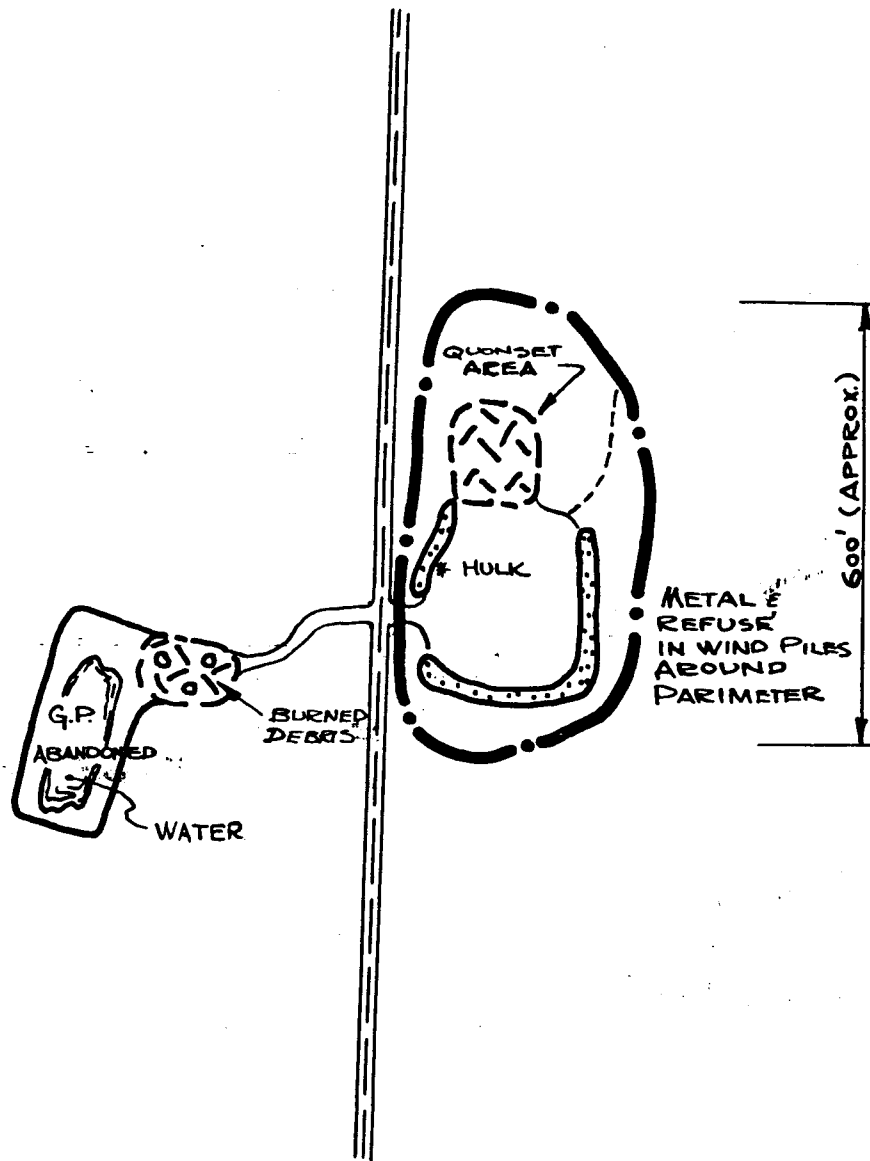 QUONSET
AREA
600' (APPROX.)
* HULK
METAL &
REFUSE
IN WIND PILES
AROUND
PARIMETER
G.P.
ABANDONED
BURNED
DEBRIS
WATER